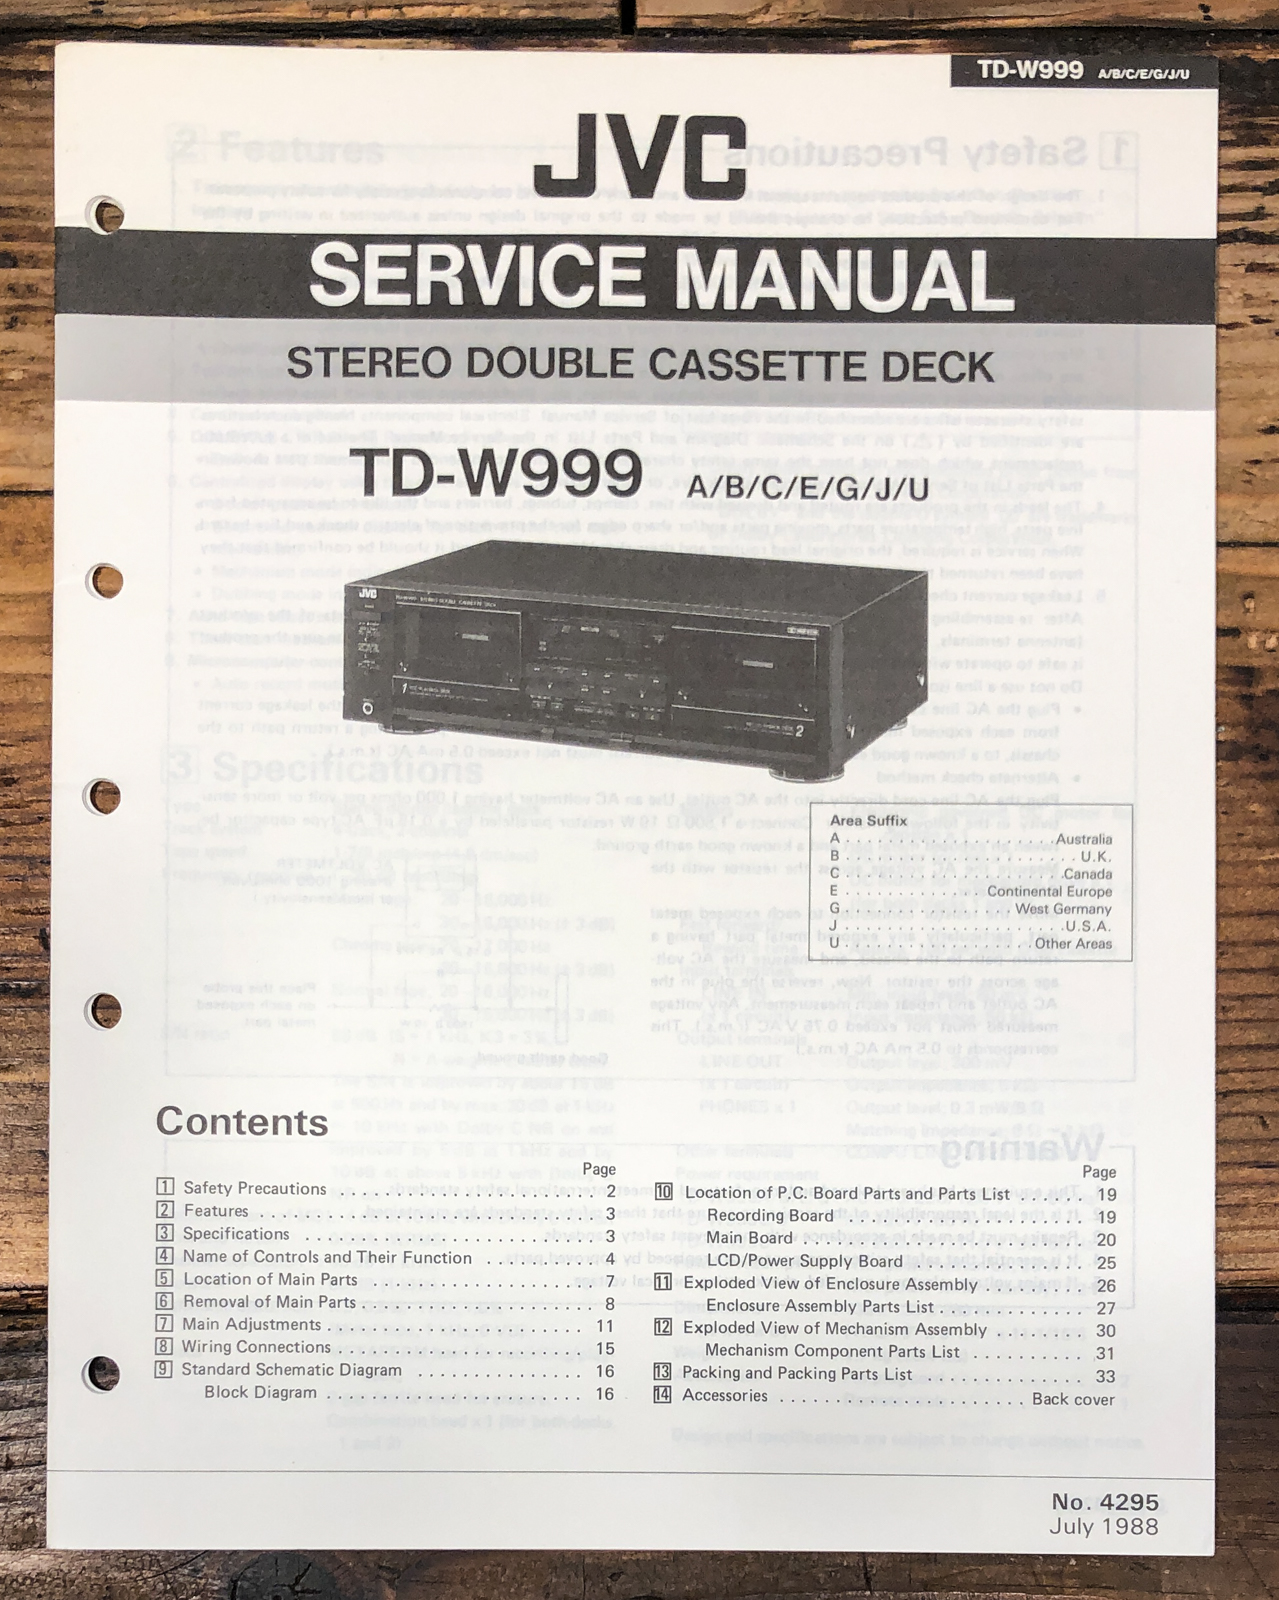 TD-W999 A/B/C/E/G/J/U
JVC
SERVICE MANUAL
STEREO DOUBLE CASSETTE DECK
TD-W999 A/B/C/E/G/J/U
JVC
1
2
Area Suffix
A . . . . . . . . . . . . . . . . . . . . . Australia
B . . . . . . . . . . . . . . . . . . . . . U.K.
C . . . . . . . . . . . . . . . . . . . . . Canada
E . . . . . . . . . . . . . Continental Europe
G . . . . . . . . . . . . . . . . West Germany
J . . . . . . . . . . . . . . . . . . . . . U.S.A.
U . . . . . . . . . . . . . . . . . . Other Areas
Contents
Page
1 Safety Precautions . . . . . . . . . . . . . . . . . . . . 2
2 Features . . . . . . . . . . . . . . . . . . . . . . . . . . 3
3 Specifications . . . . . . . . . . . . . . . . . . . . . . 3
4 Name of Controls and Their Function . . . . . . . . . 4
5 Location of Main Parts . . . . . . . . . . . . . . . . . 7
6 Removal of Main Parts . . . . . . . . . . . . . . . . . 8
7 Main Adjustments . . . . . . . . . . . . . . . . . . . . 11
8 Wiring Connections . . . . . . . . . . . . . . . . . . . 15
9 Standard Schematic Diagram . . . . . . . . . . . . . 16
Block Diagram . . . . . . . . . . . . . . . . . . . . 16
Page
10 Location of P.C. Board Parts and Parts List . . . . . . 19
Recording Board . . . . . . . . . . . . . . . . . . . 19
Main Board . . . . . . . . . . . . . . . . . . . . . . 20
LCD/Power Supply Board . . . . . . . . . . . . . . 25
11 Exploded View of Enclosure Assembly . . . . . . . . . 26
Enclosure Assembly Parts List . . . . . . . . . . . . 27
12 Exploded View of Mechanism Assembly . . . . . . . . 30
Mechanism Component Parts List . . . . . . . . . . 31
13 Packing and Packing Parts List . . . . . . . . . . . . . 33
14 Accessories . . . . . . . . . . . . . . . . . . . . . Back cover
No. 4295
July 1988